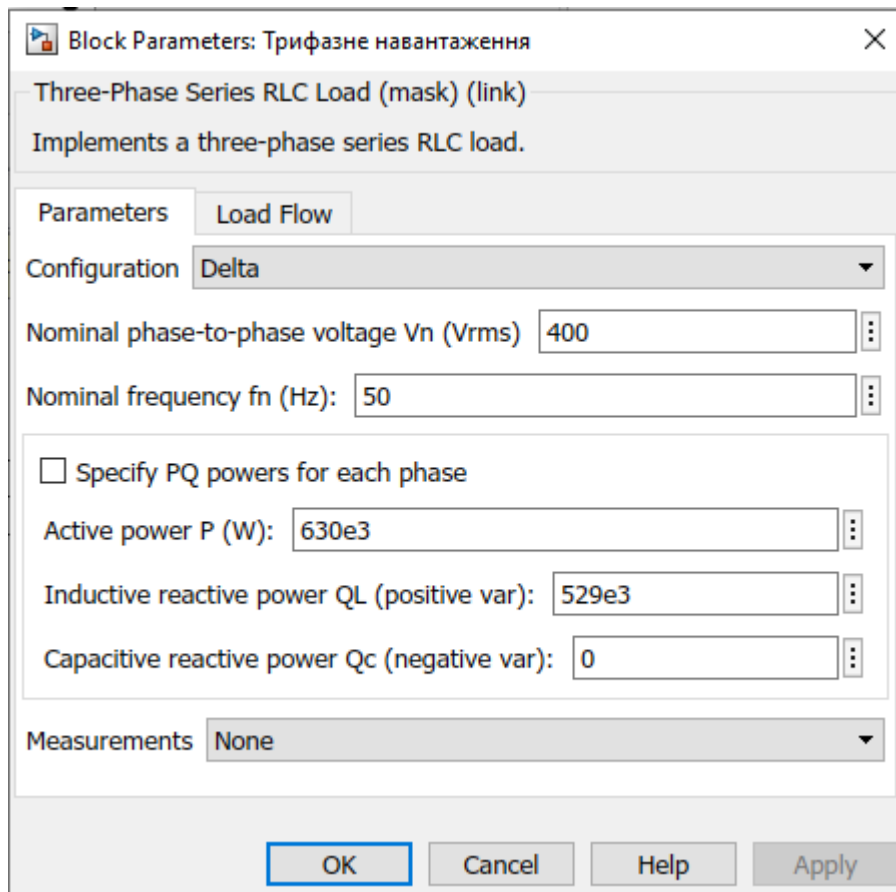 Block Parameters: Трифазне навантаження
Three-Phase Series RLC Load (mask) (link)
Implements a three-phase series RLC load.
Parameters Load Flow
Configuration Delta
Nominal phase-to-phase voltage Vn (Vrms) 400
Nominal frequency fn (Hz): 50
Specify PQ powers for each phase
Active power P (W): 630e3
Inductive reactive power QL (positive var): 529e3
Capacitive reactive power Qc (negative var): 0
Measurements None
OK Cancel Help Apply